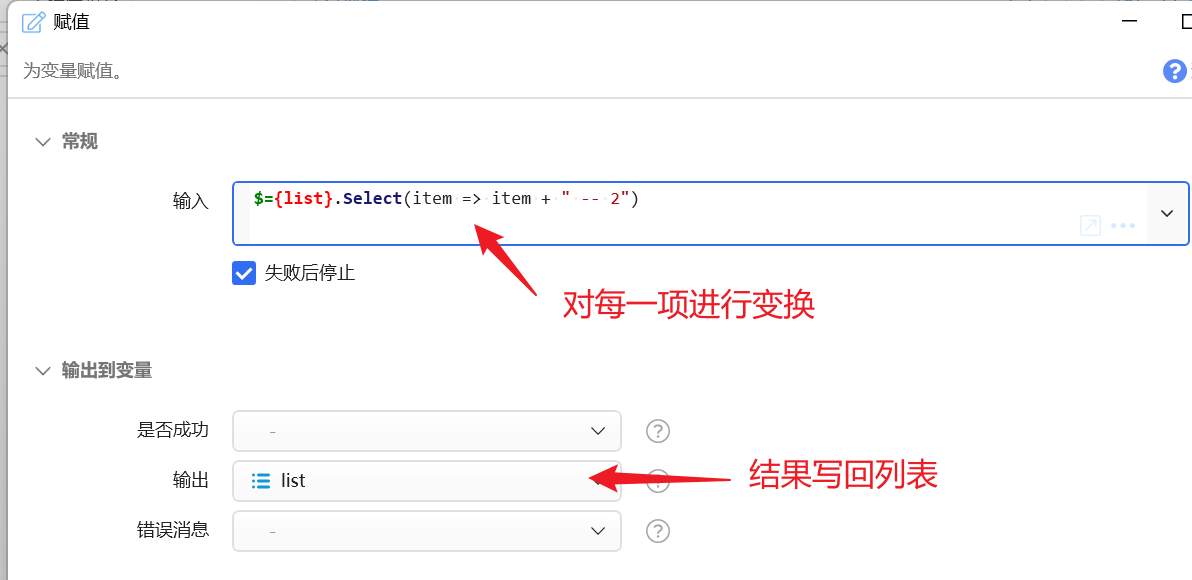 赋值
为变量赋值。
常规
输入
$={list}.Select(item => item + " -- 2")
失败后停止
对每一项进行变换
输出到变量
是否成功
-
输出
list
结果写回列表
错误消息
-